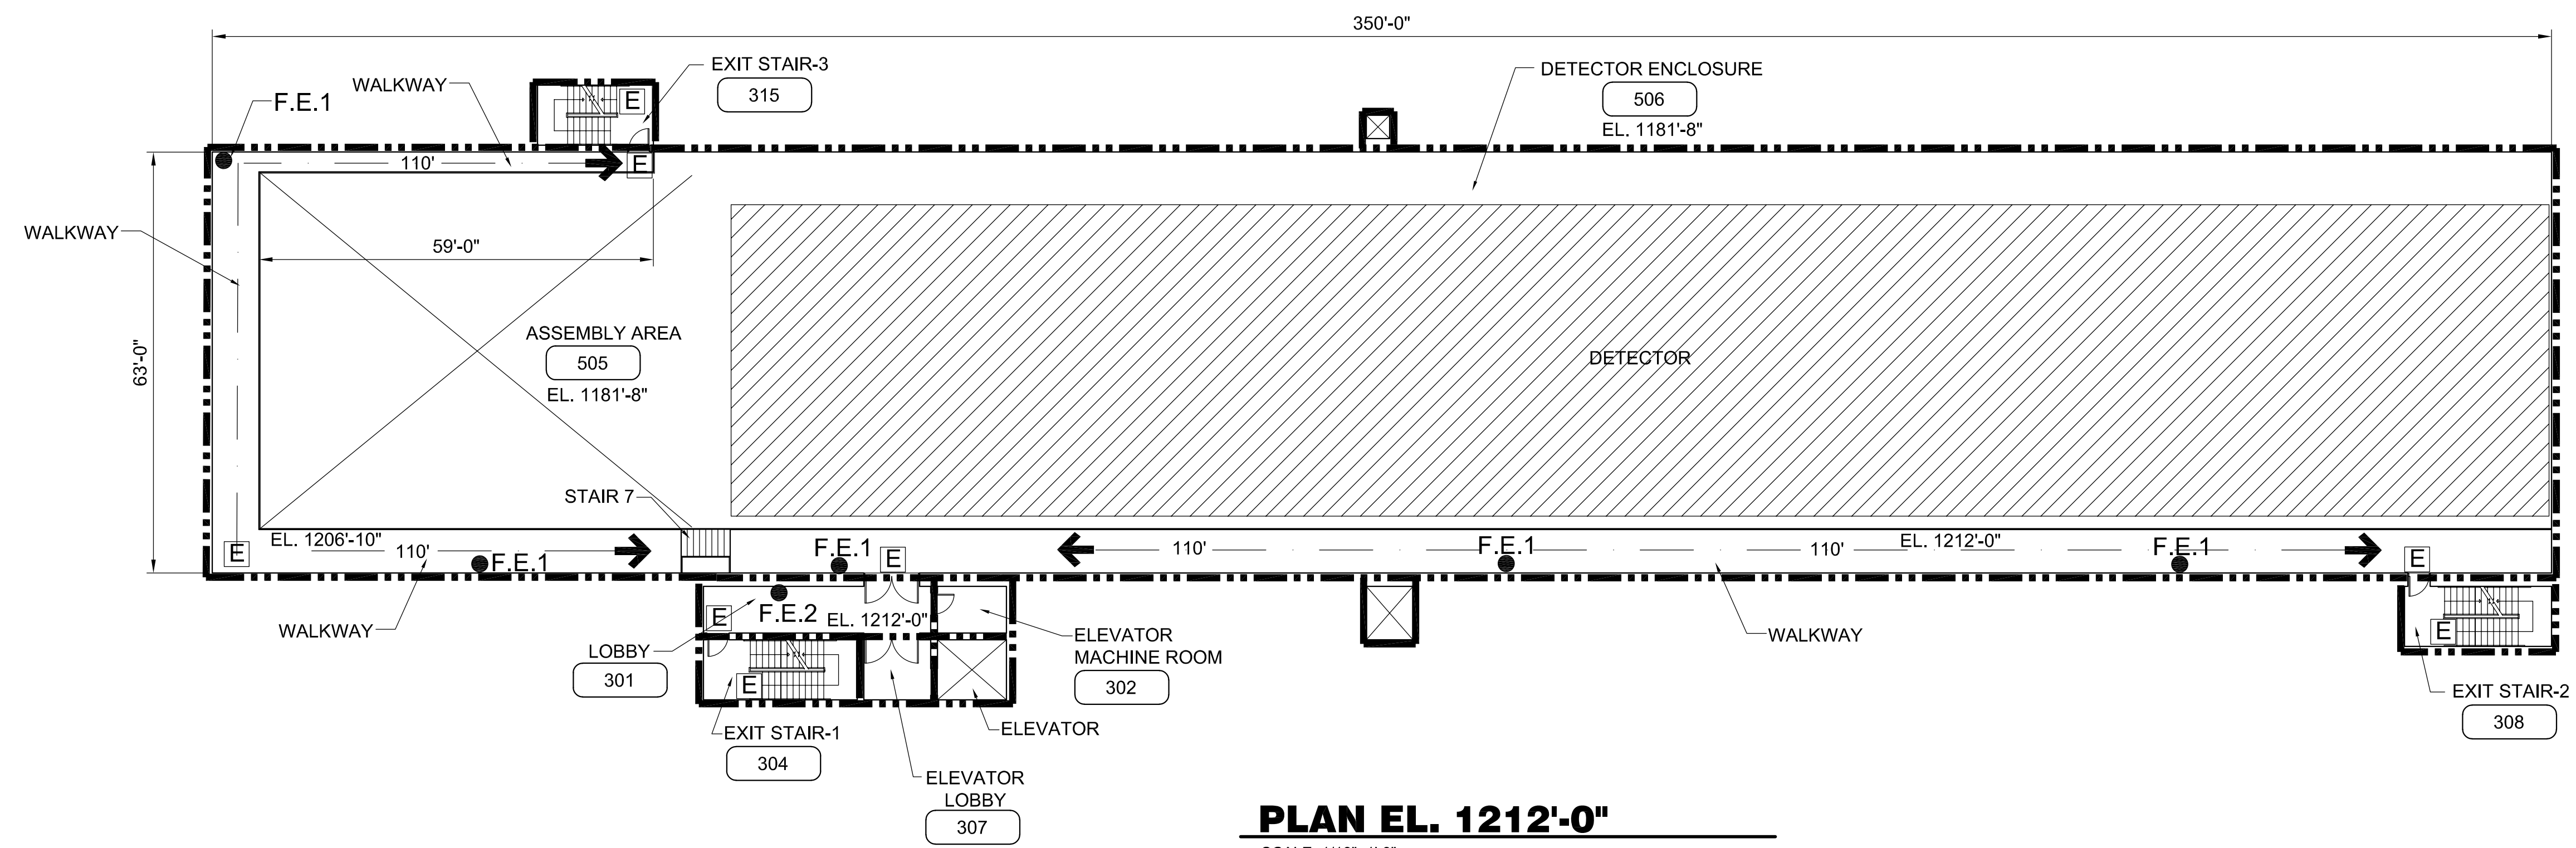 350'-0"
EXIT STAIR-3
315
WALKWAY
F.E.1
E
DETECTOR ENCLOSURE
506
EL. 1181'-8"
110'
E
WALKWAY
59'-0"
63'-0"
ASSEMBLY AREA
505
EL. 1181'-8"
DETECTOR
STAIR 7
EL. 1206'-10"
E
110'
F.E.1
F.E.1
E
110'
F.E.1
110'
EL. 1212'-0"
F.E.1
E
WALKWAY
E
F.E.2
EL. 1212'-0"
LOBBY
301
E
ELEVATOR
MACHINE ROOM
302
WALKWAY
E
EXIT STAIR-1
304
ELEVATOR
ELEVATOR
LOBBY
307
EXIT STAIR-2
308
PLAN EL. 1212'-0"